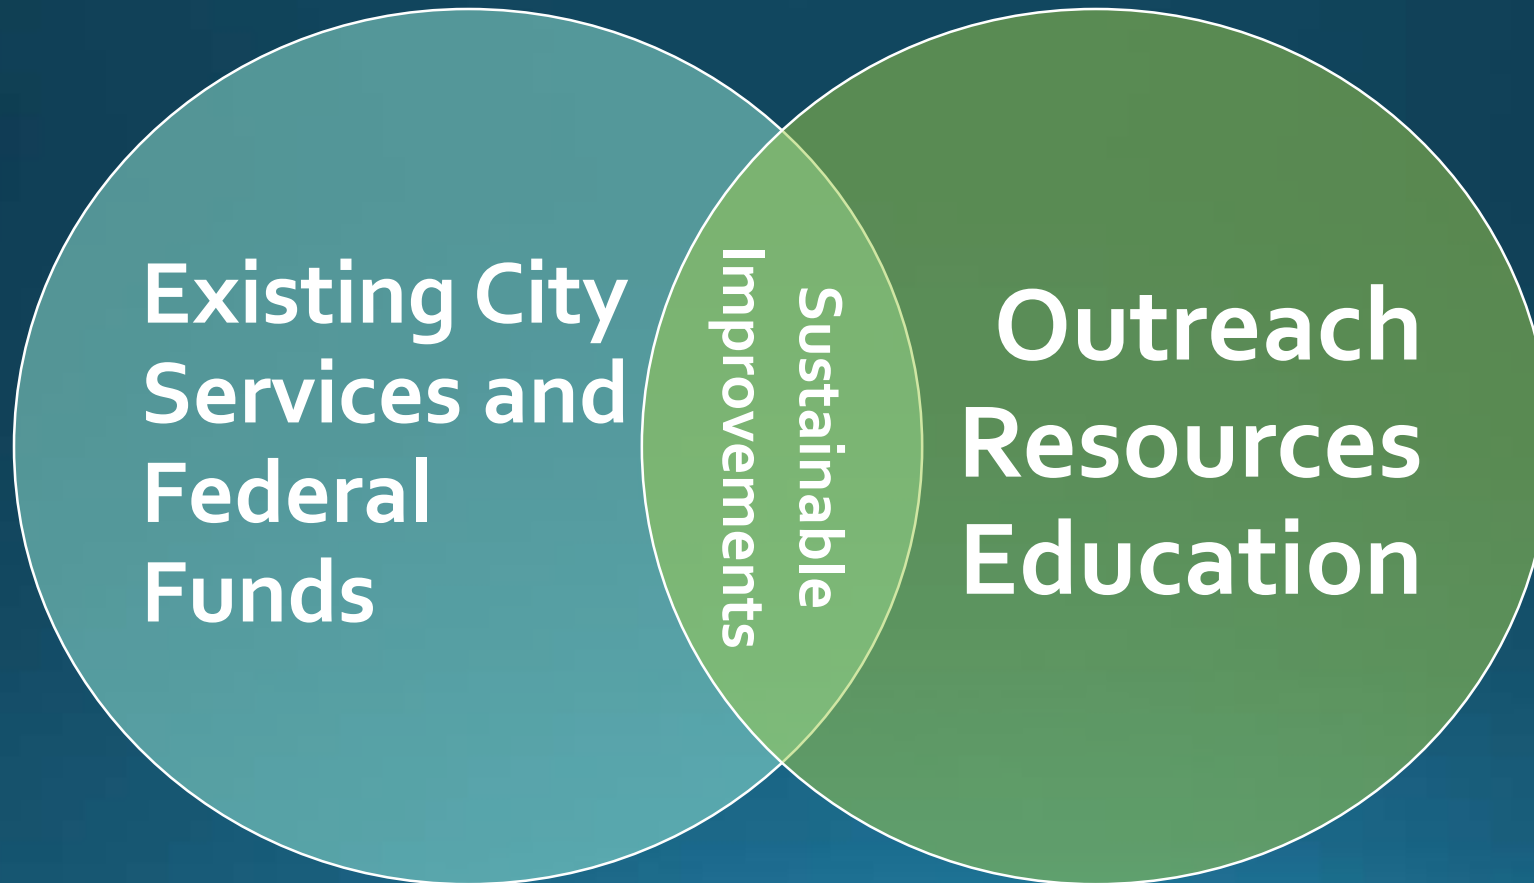 Existing City
Services and
Federal
Funds
Sustainable
Improvements
Outreach
Resources
Education